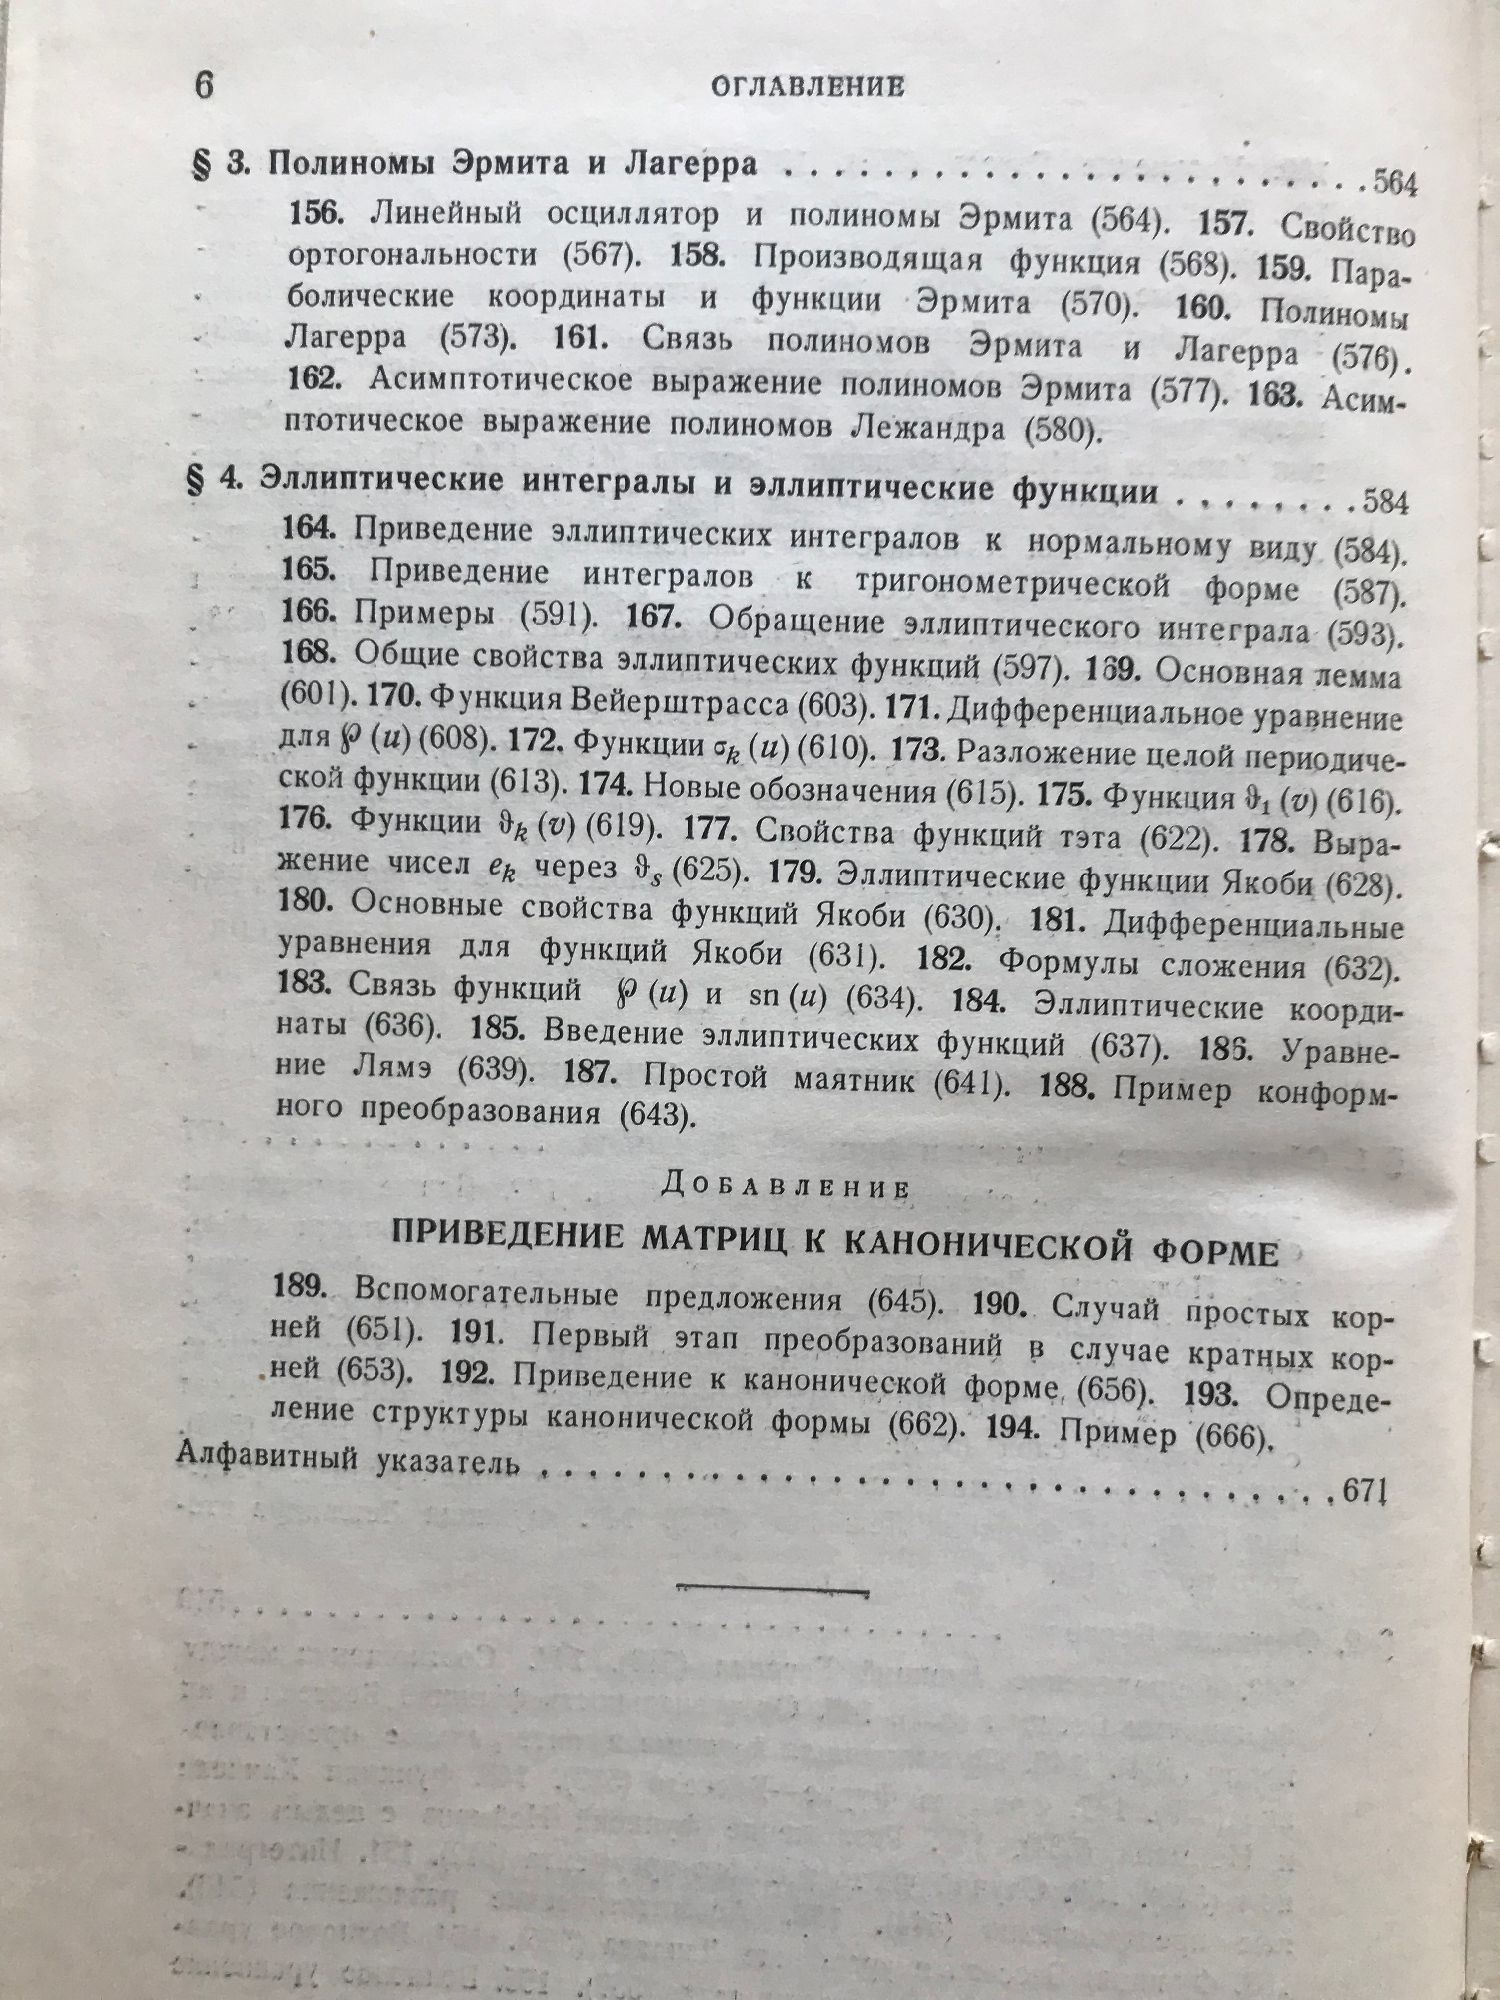 6
ОГЛАВЛЕНИЕ
§ 3. Полиномы Эрмита и Лагерра . . . . . . . . . . . . . . . . . . . . . . . . 564
156. Линейный осциллятор и полиномы Эрмита (564). 157. Свойство
ортогональности (567). 158. Производящая функция (568). 159. Пара-
болические координаты и функции Эрмита (570). 160. Полиномы
Лагерра (573). 161. Связь полиномов Эрмита и Лагерра (576).
162. Асимптотическое выражение полиномов Эрмита (577). 163. Асим-
птотическое выражение полиномов Лежандра (580).
§ 4. Эллиптические интегралы и эллиптические функции . . . . . . . . 584
164. Приведение эллиптических интегралов к нормальному виду (584).
165. Приведение интегралов к тригонометрической форме (587).
166. Примеры (591). 167. Обращение эллиптического интеграла (593).
168. Общие свойства эллиптических функций (597). 169. Основная лемма
(601). 170. Функция Вейерштрасса (603). 171. Дифференциальное уравнение
для ℘ (u) (608). 172. Функции σₖ (u) (610). 173. Разложение целой периодиче-
ской функции (613). 174. Новые обозначения (615). 175. Функция ϑ₁ (v) (616).
176. Функции ϑₖ (v) (619). 177. Свойства функций тэта (622). 178. Выра-
жение чисел eₖ через ϑₛ (625). 179. Эллиптические функции Якоби (628).
180. Основные свойства функций Якоби (630). 181. Дифференциальные
уравнения для функций Якоби (631). 182. Формулы сложения (632).
183. Связь функций ℘ (u) и sn (u) (634). 184. Эллиптические коорди-
наты (636). 185. Введение эллиптических функций (637). 186. Уравне-
ние Лямэ (639). 187. Простой маятник (641). 188. Пример конформ-
ного преобразования (643).
Добавление
ПРИВЕДЕНИЕ МАТРИЦ К КАНОНИЧЕСКОЙ ФОРМЕ
189. Вспомогательные предложения (645). 190. Случай простых кор-
ней (651). 191. Первый этап преобразований в случае кратных кор-
ней (653). 192. Приведение к канонической форме (656). 193. Опреде-
ление структуры канонической формы (662). 194. Пример (666).
Алфавитный указатель . . . . . . . . . . . . . . . . . . . . . . . . . . . . . . . . . 671